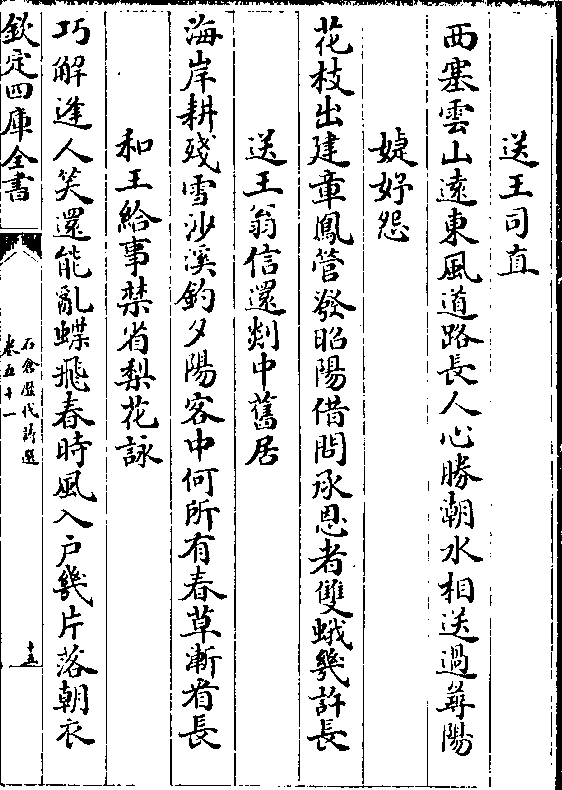 送王司直
西塞雲山遠東風道路長人心勝潮水相送過尋陽
婕妤怨
花枝出建章鳳管發昭陽借問承恩者雙蛾幾許長
送王翁信還剡中舊居
海岸耕殘雪沙溪釣夕陽客中何所有春草漸看長
和王給事禁省梨花詠
巧解逢人笑還能亂蝶飛春時風入户幾片落朝衣
欽定四庫全書
石倉歷代詩選
卷五十一
十五